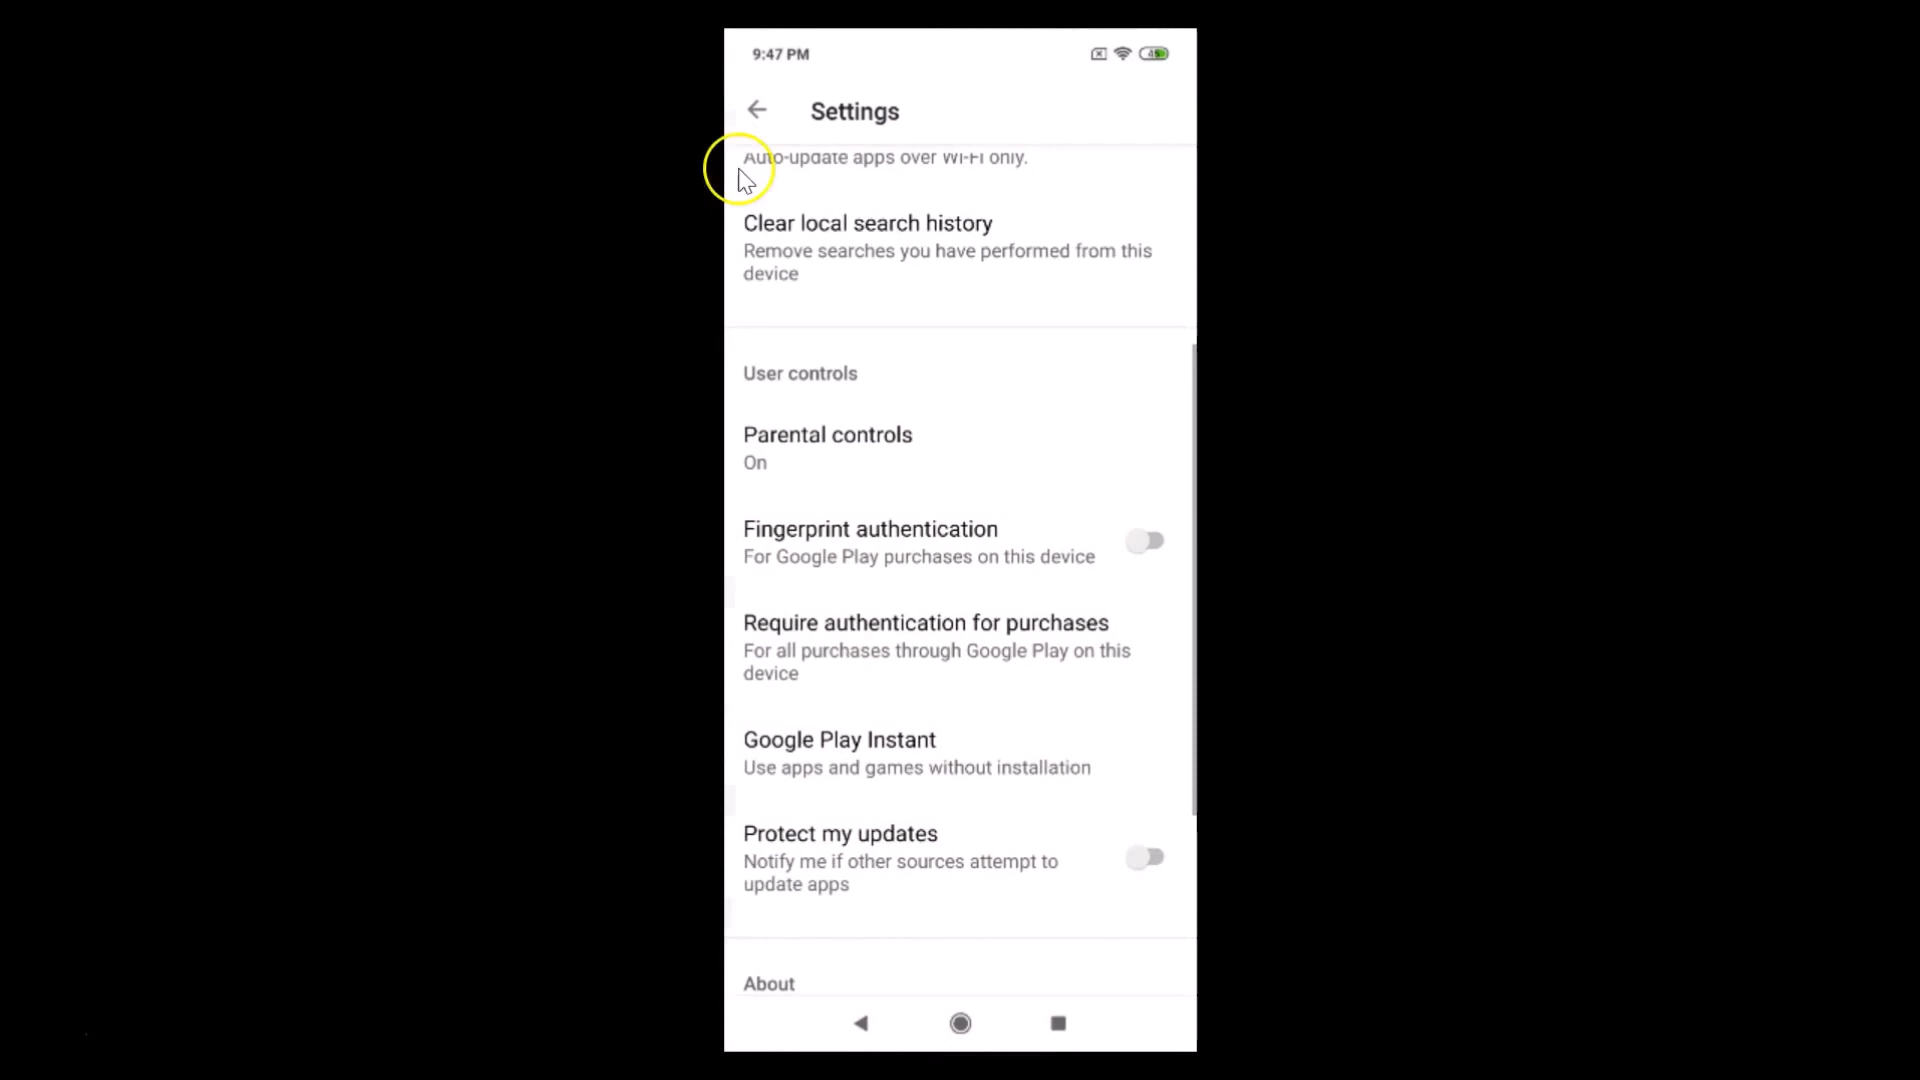 9:47 PM
45
Settings
Auto-update apps over Wi-Fi only.
Clear local search history
Remove searches you have performed from this
device
User controls
Parental controls
On
Fingerprint authentication
For Google Play purchases on this device
Require authentication for purchases
For all purchases through Google Play on this
device
Google Play Instant
Use apps and games without installation
Protect my updates
Notify me if other sources attempt to
update apps
About